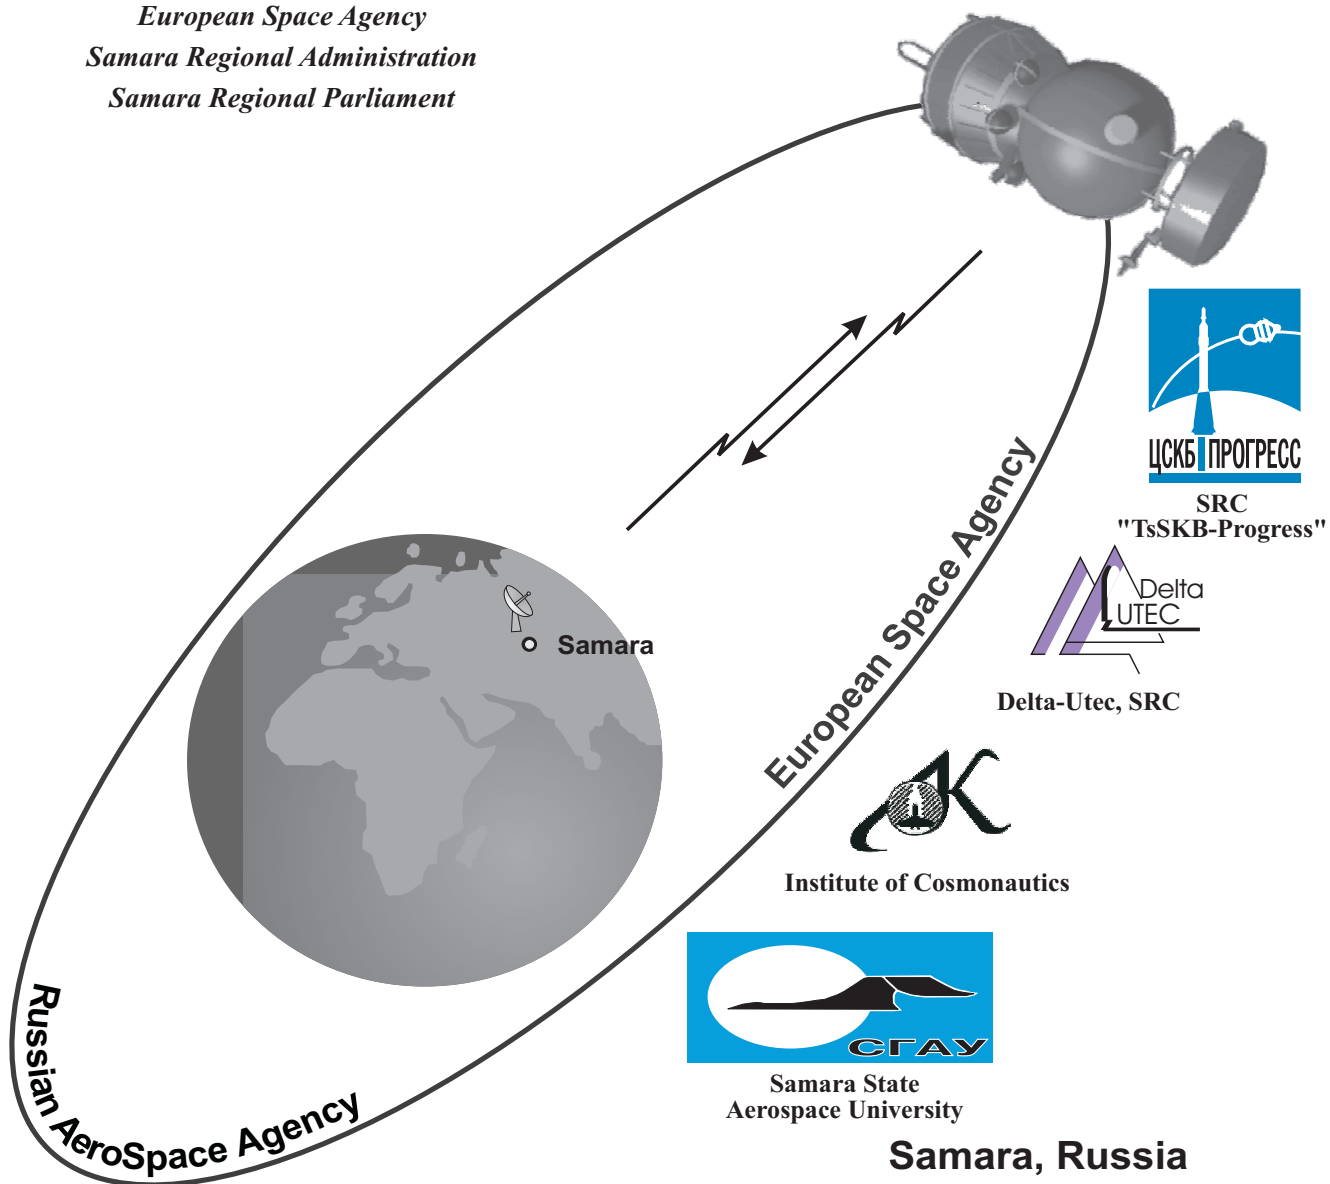 European Space Agency
Samara Regional Administration
Samara Regional Parliament
ЦСКБ ПРОГРЕСС
SRC
"TsSKB-Progress"
Delta
UTEC
Delta-Utec, SRC
European Space Agency
Samara
Institute of Cosmonautics
СГАУ
Samara State
Aerospace University
Russian AeroSpace Agency
Samara, Russia